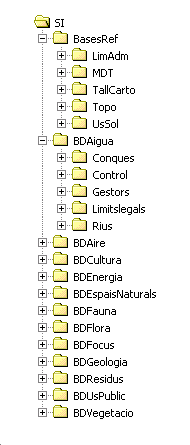 SI
BasesRef
LimAdm
MDT
TallCarto
Topo
UsSol
BDAigua
Conques
Control
Gestors
Limitslegals
Rius
BDAire
BDCultura
BDEnergia
BDEspaisNaturals
BDFauna
BDFlora
BDFocus
BDGeologia
BDResidus
BDUsPublic
BDVegetacio